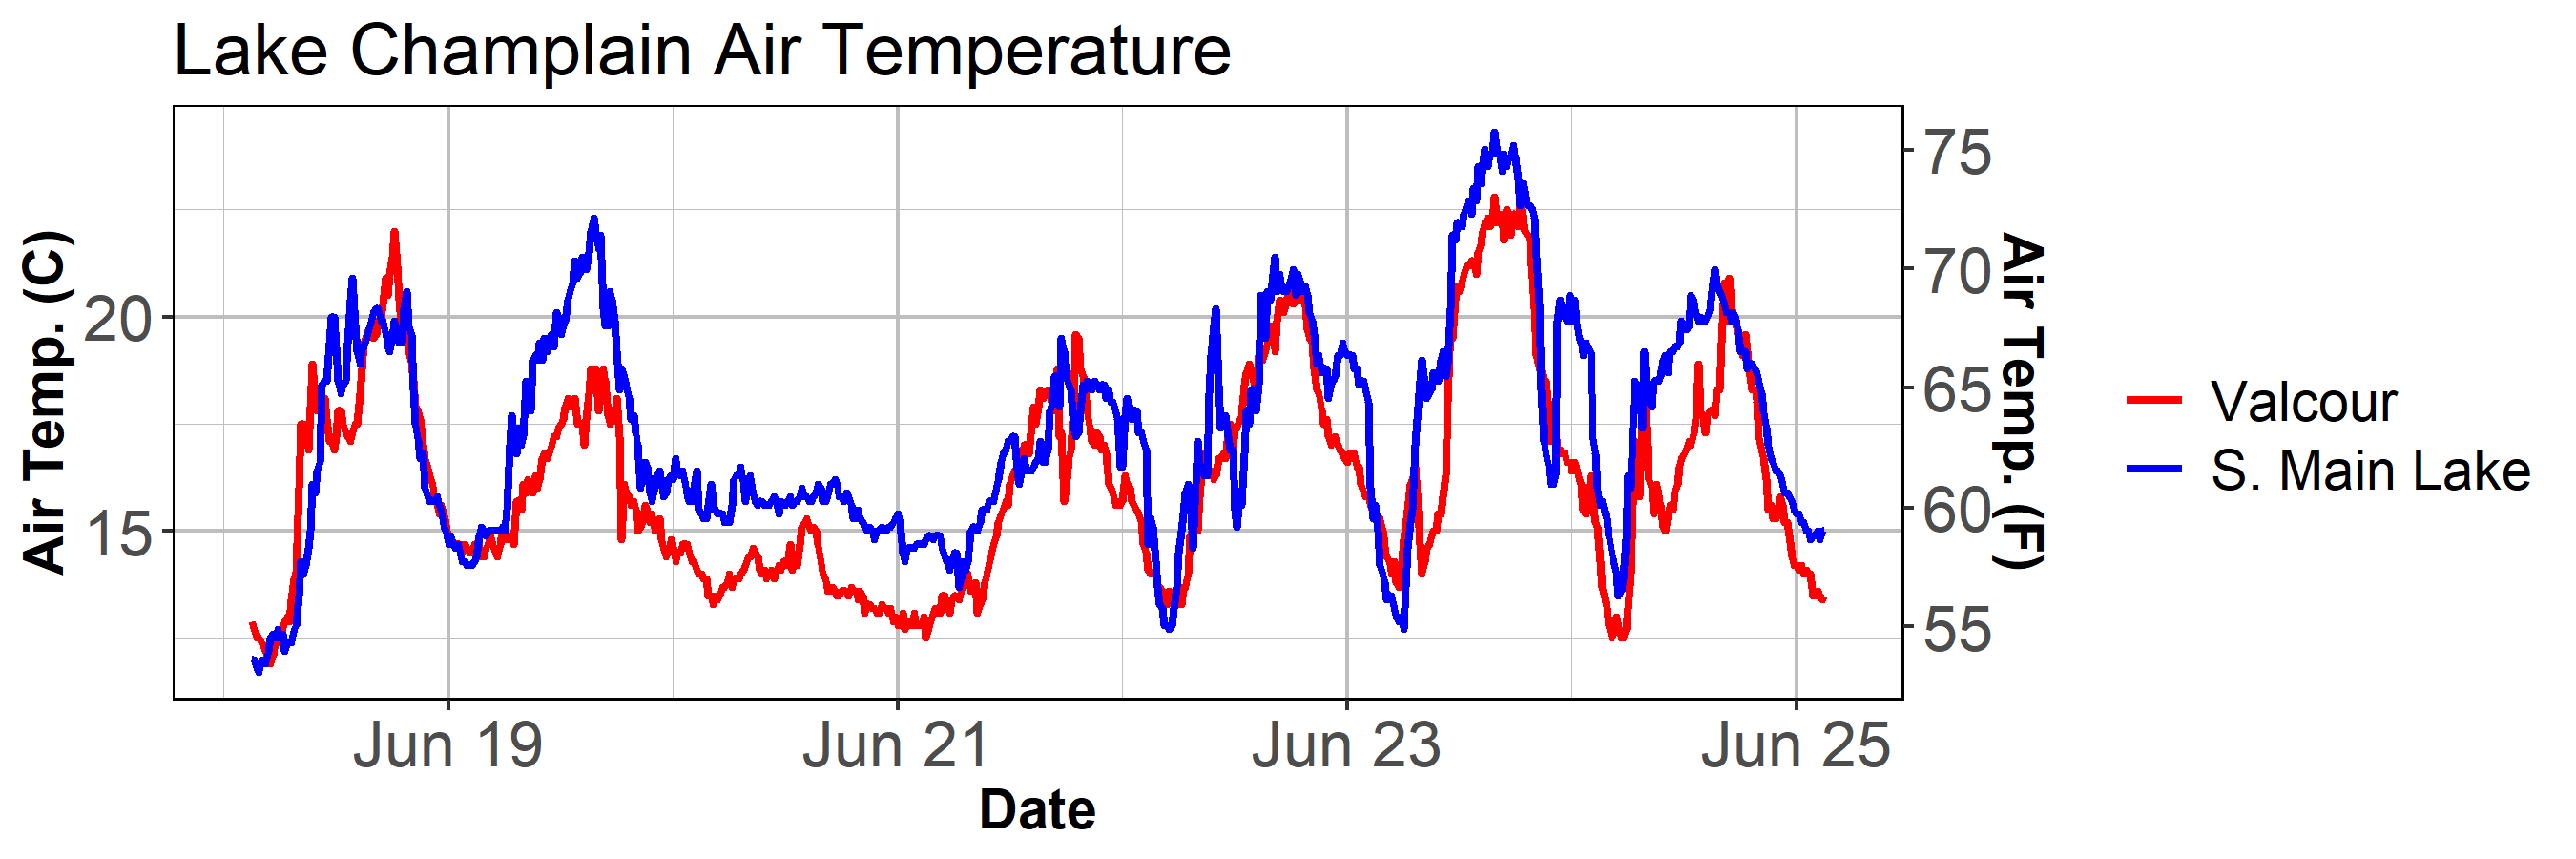 Lake Champlain Air Temperature
Air Temp. (C)
20
15
75
70
65
60
55
Air Temp. (F)
Jun 19
Jun 21
Jun 23
Jun 25
Date
Valcour
S. Main Lake